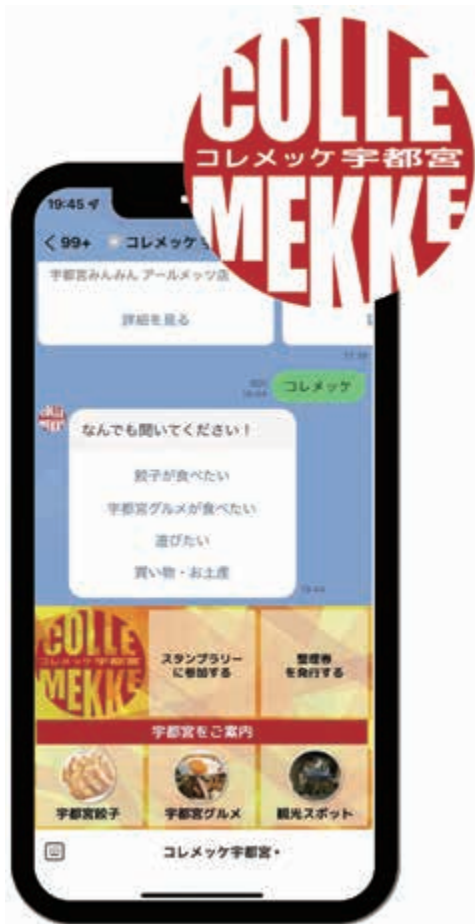 COLLE
コレメッケ宇都宮
MEKKE
19:45
< 99+ コレメッケ
宇都宮みんみん アールメッツ店
詳細を見る
コレメッケ
なんでも聞いてください！
餃子が食べたい
宇都宮グルメが食べたい
遊びたい
買い物・お土産
COLLE
コレメッケ宇都宮
MEKKE
スタンプラリー
に参加する
整理券
を発行する
宇都宮をご案内
宇都宮餃子
宇都宮グルメ
観光スポット
コレメッケ宇都宮